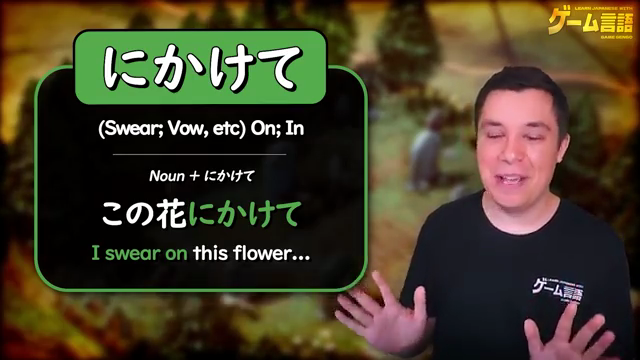 LEARN JAPANESE WITH
ゲーム言語
GAME GENGO
にかけて
(Swear; Vow, etc) On; In
Noun + にかけて
この花にかけて
I swear on this flower...
ゲーム言語